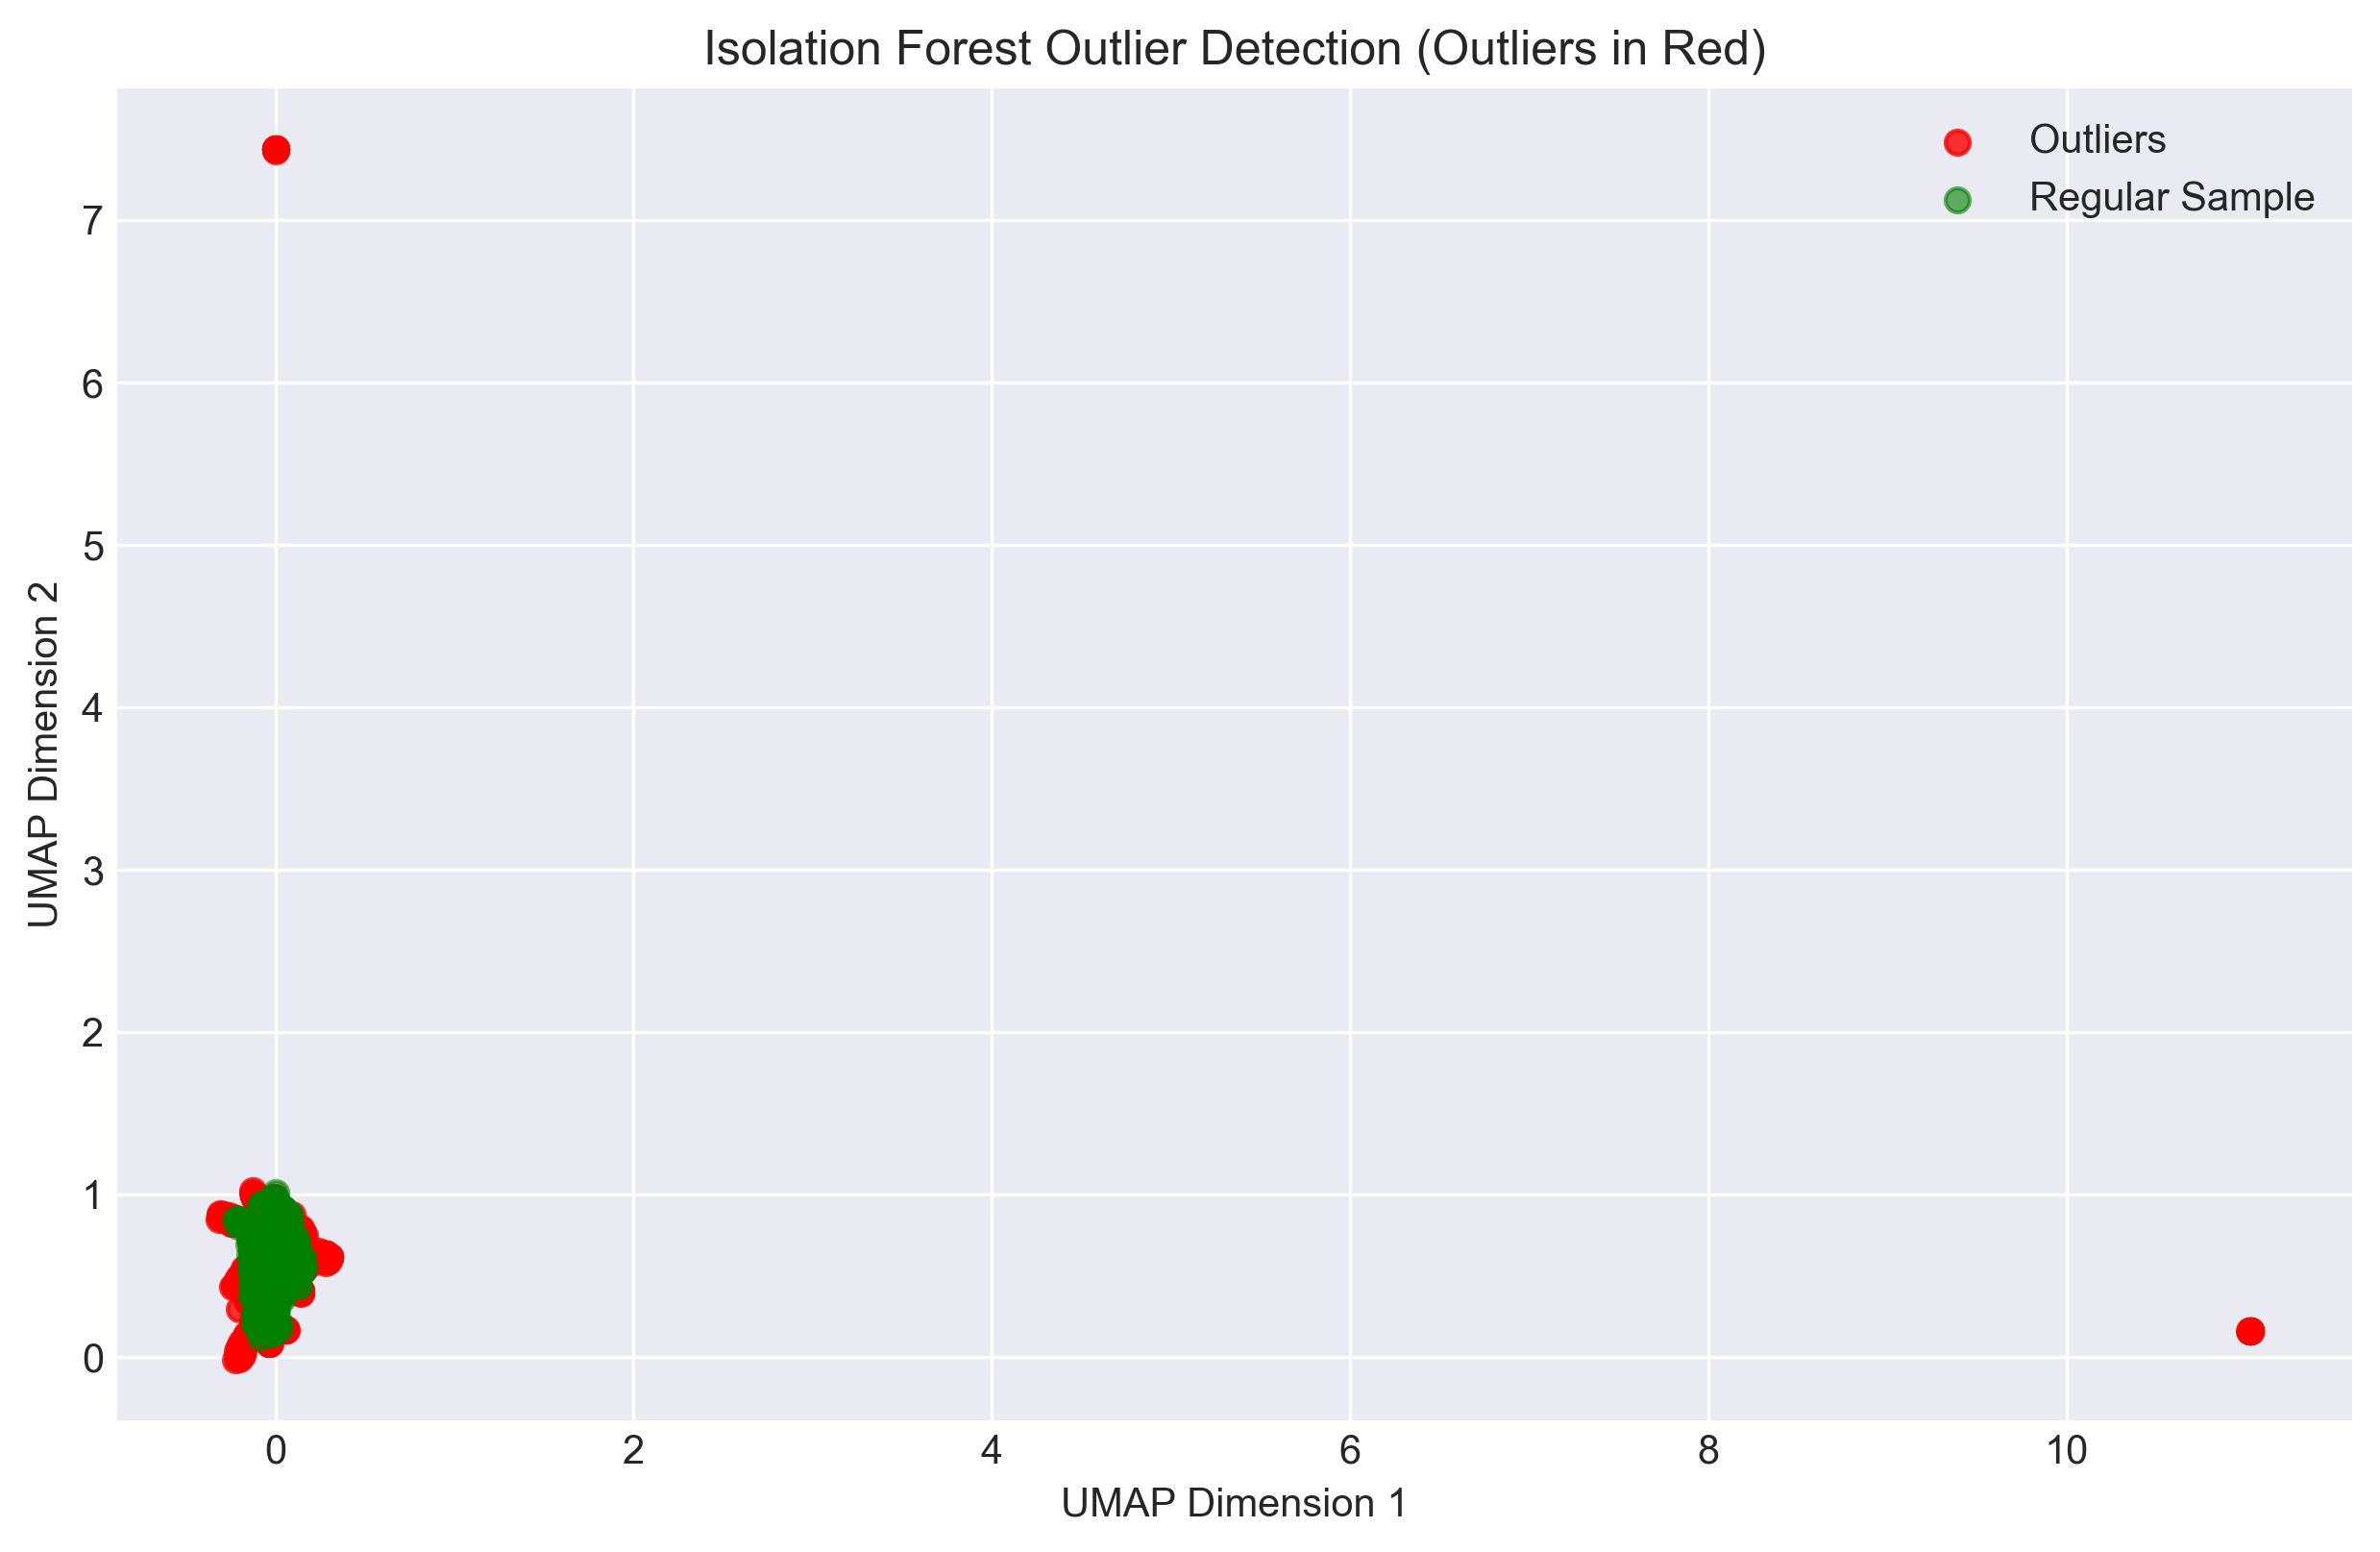 Isolation Forest Outlier Detection (Outliers in Red)
Outliers
Regular Sample
7
6
5
4
3
2
1
0
UMAP Dimension 2
0 2 4 6 8 10
UMAP Dimension 1